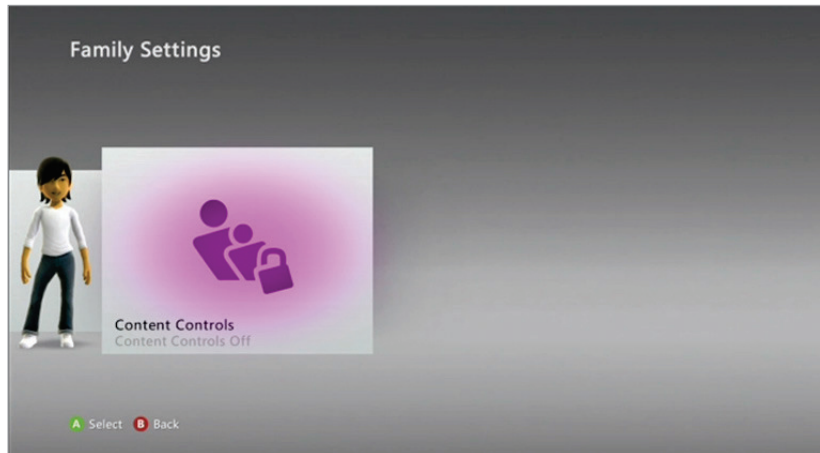 Family Settings
Content Controls
Content Controls Off
A Select B Back